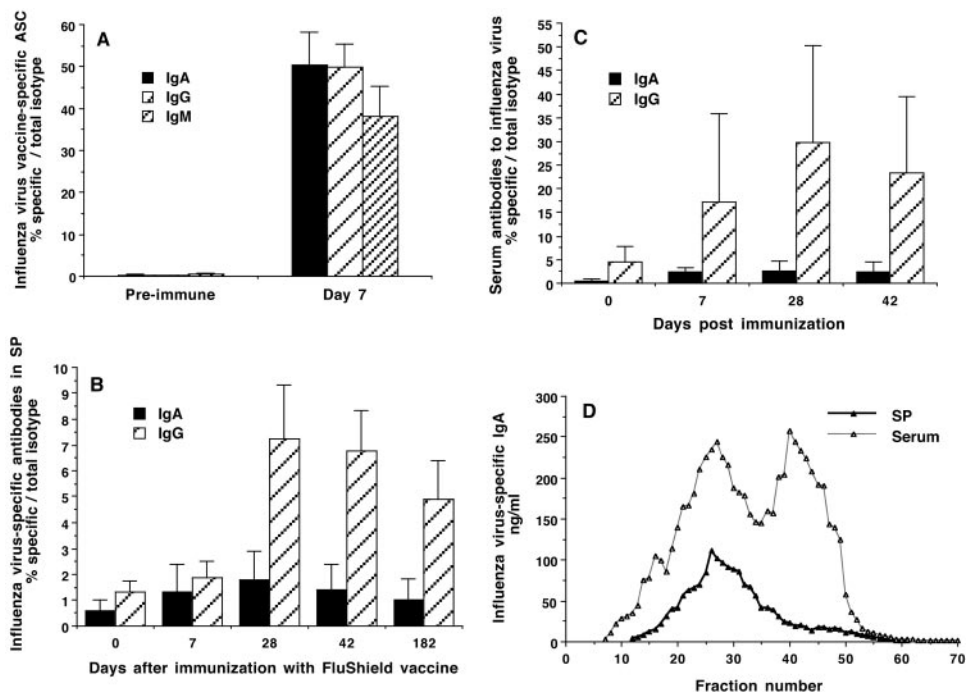 A
Influenza virus vaccine-specific ASC
% specific / total isotype
60
50
40
30
20
10
0
IgA
IgG
IgM
Pre-immune
Day 7
C
Serum antibodies to influenza virus
% specific / total isotype
55
50
45
40
35
30
25
20
15
10
5
0
IgA
IgG
0 7 28 42
Days post immunization
B
Influenza virus-specific antibodies in SP
% specific / total isotype
10
9
8
7
6
5
4
3
2
1
0
IgA
IgG
0 7 28 42 182
Days after immunization with FluShield vaccine
D
Influenza virus-specific IgA
ng/ml
300
250
200
150
100
50
0
SP
Serum
0 10 20 30 40 50 60 70
Fraction number